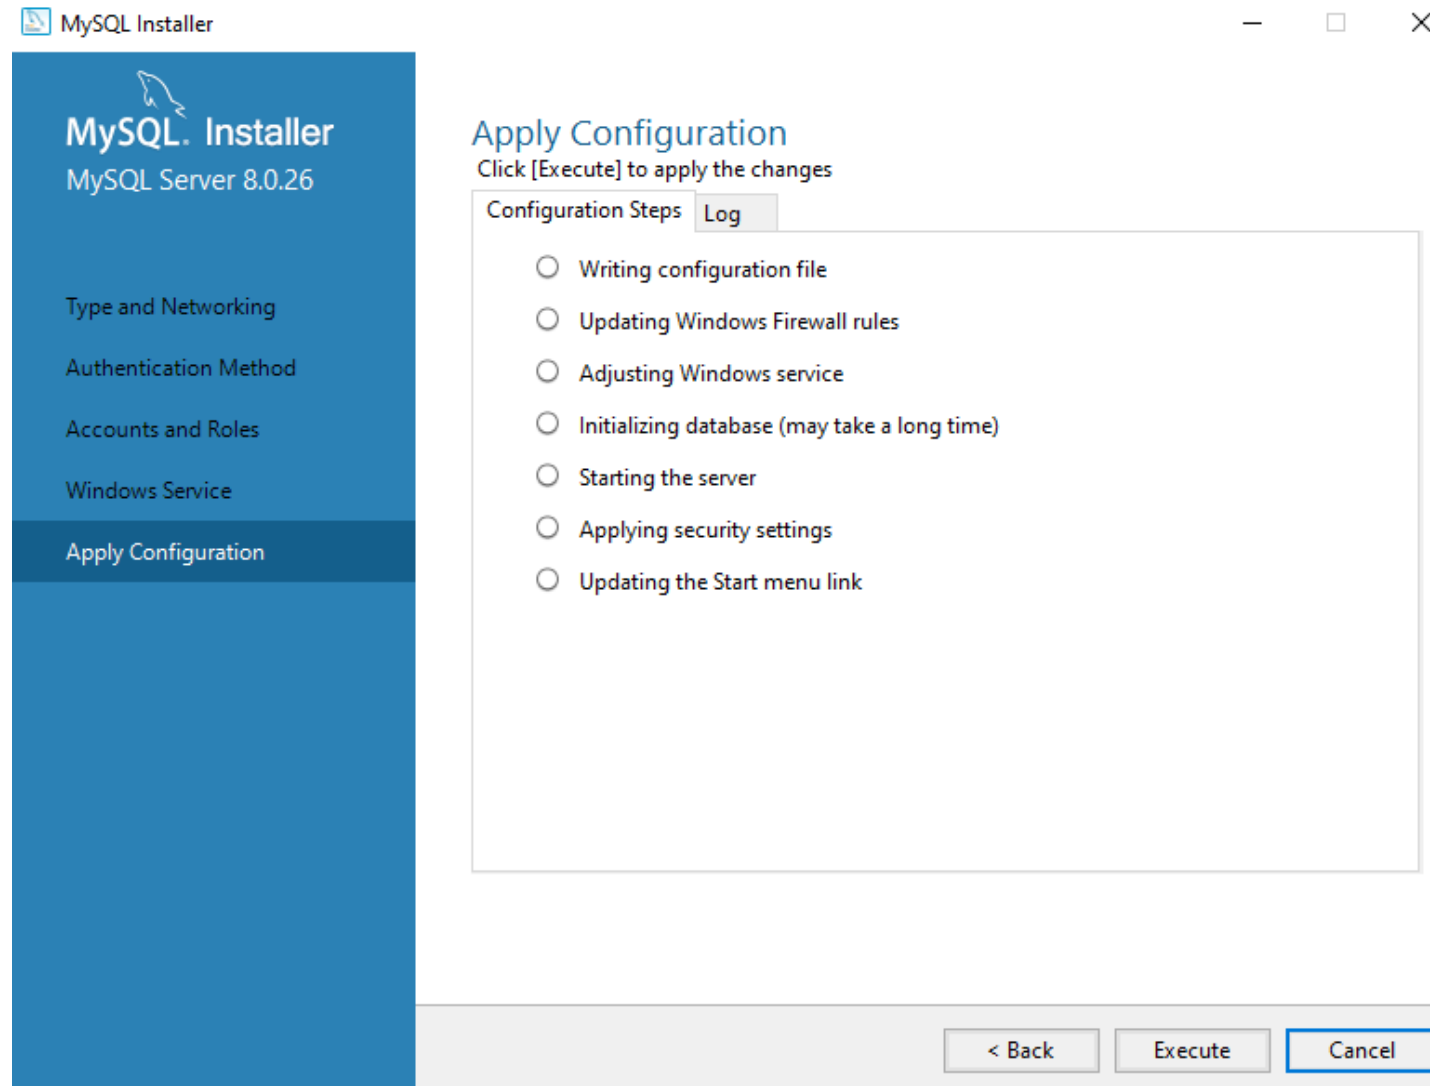 MySQL Installer
MySQL. Installer
MySQL Server 8.0.26
Type and Networking
Authentication Method
Accounts and Roles
Windows Service
Apply Configuration
Apply Configuration
Click [Execute] to apply the changes
Configuration Steps Log
Writing configuration file
Updating Windows Firewall rules
Adjusting Windows service
Initializing database (may take a long time)
Starting the server
Applying security settings
Updating the Start menu link
< Back Execute Cancel